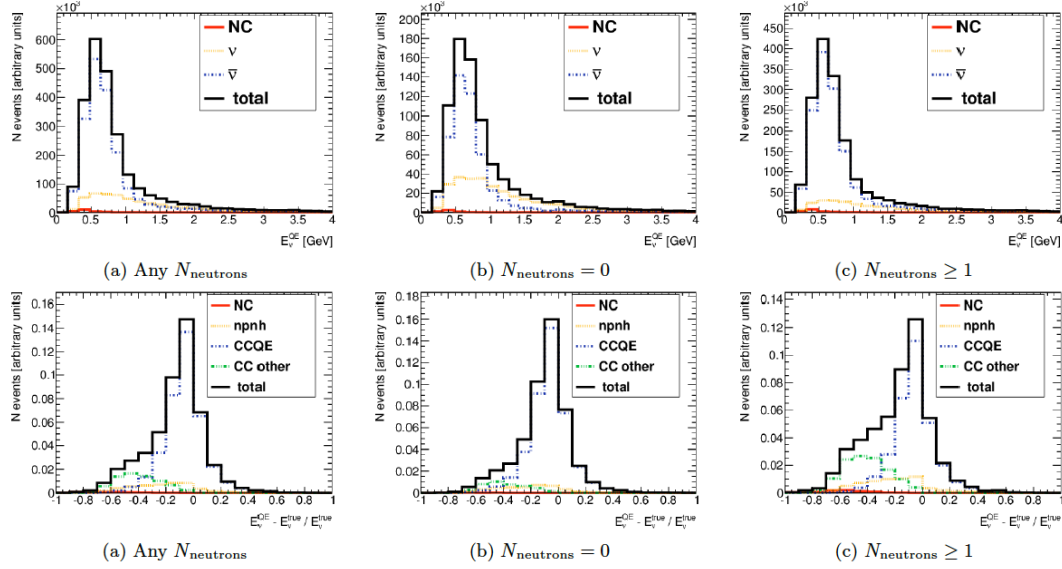 ×10³ ×10³ ×10³
N events [arbitrary units]
600
500
400
300
200
100
0
0.5 1 1.5 2 2.5 3 3.5 4
E_ν^QE [GeV]
NC
ν
ν̅
total
(a) Any N_neutrons
N events [arbitrary units]
200
180
160
140
120
100
80
60
40
20
0
0.5 1 1.5 2 2.5 3 3.5 4
E_ν^QE [GeV]
NC
ν
ν̅
total
(b) N_neutrons = 0
N events [arbitrary units]
450
400
350
300
250
200
150
100
50
0
0.5 1 1.5 2 2.5 3 3.5 4
E_ν^QE [GeV]
NC
ν
ν̅
total
(c) N_neutrons ≥ 1
N events [arbitrary units]
0.16
0.14
0.12
0.1
0.08
0.06
0.04
0.02
0
-0.8 -0.6 -0.4 -0.2 0 0.2 0.4 0.6 0.8 1
E_ν^QE - E_ν^true / E_ν^true
NC
npnh
CCQE
CC other
total
(a) Any N_neutrons
N events [arbitrary units]
0.18
0.16
0.14
0.12
0.1
0.08
0.06
0.04
0.02
0
-0.8 -0.6 -0.4 -0.2 0 0.2 0.4 0.6 0.8 1
E_ν^QE - E_ν^true / E_ν^true
NC
npnh
CCQE
CC other
total
(b) N_neutrons = 0
N events [arbitrary units]
0.14
0.12
0.1
0.08
0.06
0.04
0.02
0
-1 -0.8 -0.6 -0.4 -0.2 0 0.2 0.4 0.6 0.8 1
E_ν^QE - E_ν^true / E_ν^true
NC
npnh
CCQE
CC other
total
(c) N_neutrons ≥ 1